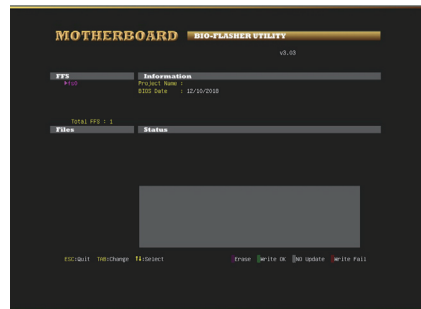 MOTHERBOARD BIO-FLASHER UTILITY
v3.03
FFS Information
Project Name :
BIOS Date : 12/10/2018
Total FFS : 1
Files Status
ESC:Quit TAB:Change ↑↓:Select Erase Write OK NO Update Write Fail